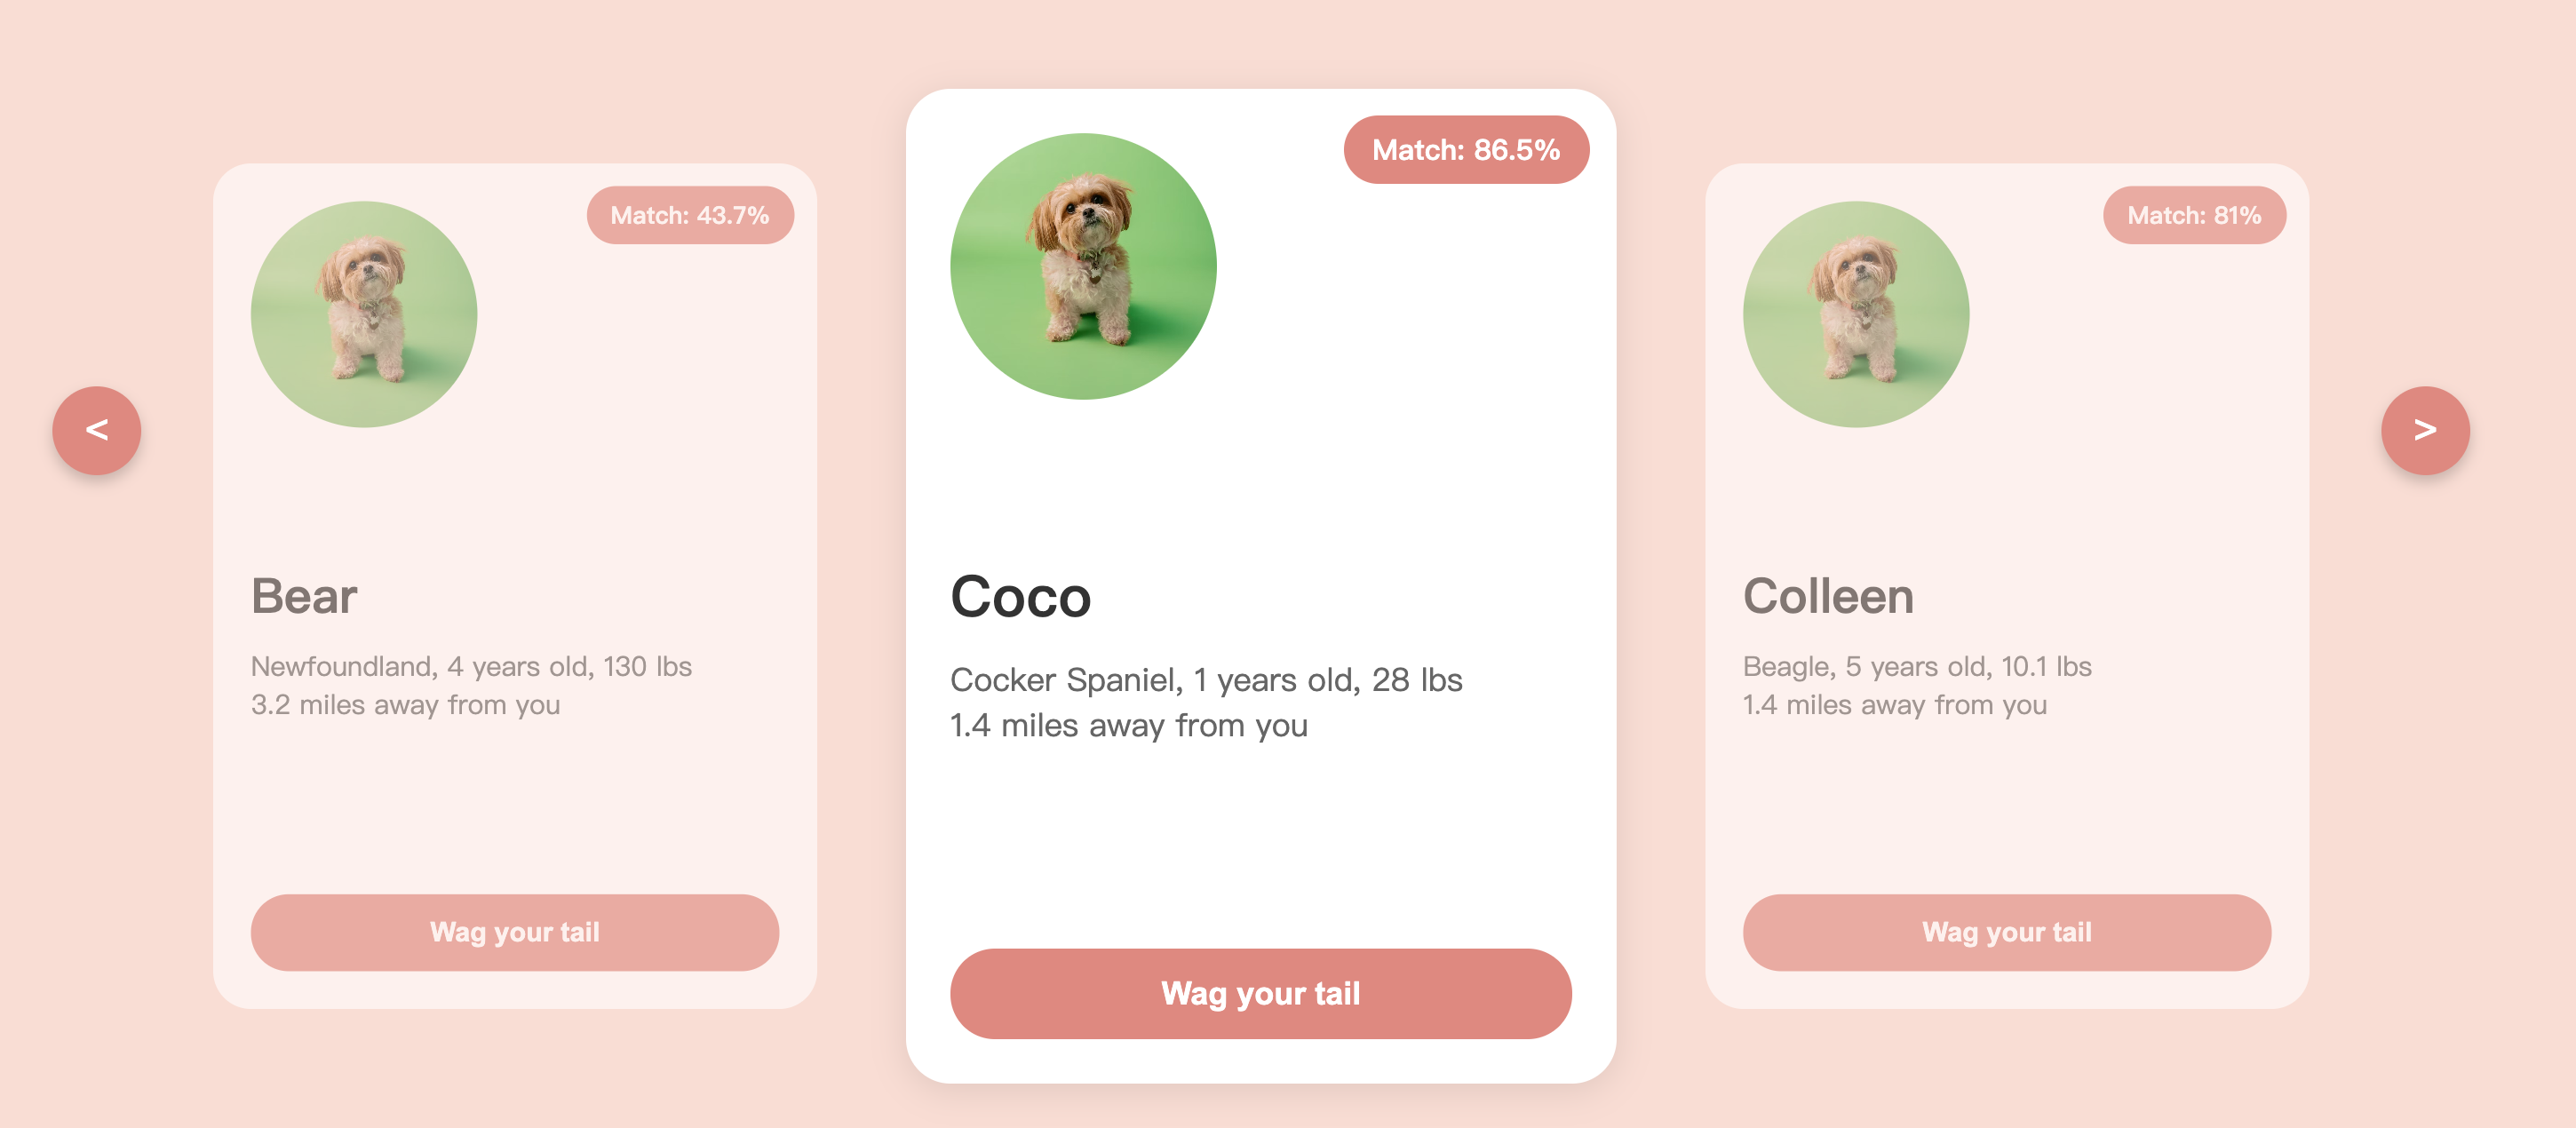 Match: 43.7%
Bear
Newfoundland, 4 years old, 130 lbs
3.2 miles away from you
Wag your tail
<
Match: 86.5%
Coco
Cocker Spaniel, 1 years old, 28 lbs
1.4 miles away from you
Wag your tail
Match: 81%
Colleen
Beagle, 5 years old, 10.1 lbs
1.4 miles away from you
Wag your tail
>